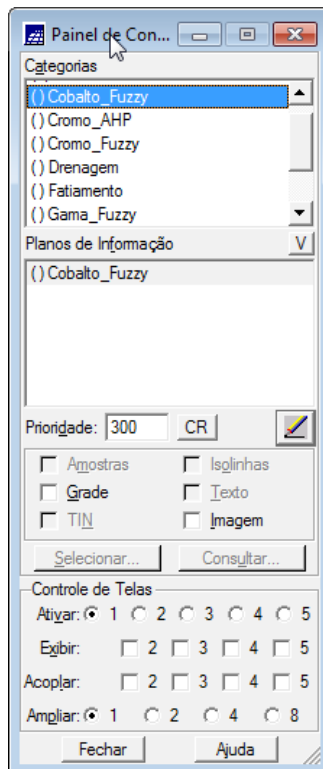 Painel de Con...
Categorias
( ) Cobalto_Fuzzy
( ) Cromo_AHP
( ) Cromo_Fuzzy
( ) Drenagem
( ) Fatiamento
( ) Gama_Fuzzy
Planos de Informação V
( ) Cobalto_Fuzzy
Prioridade: 300 CR
Amostras Isolinhas
Grade Texto
TIN Imagem
Selecionar... Consultar...
Controle de Telas
Ativar: 1 2 3 4 5
Exibir: 2 3 4 5
Acoplar: 2 3 4 5
Ampliar: 1 2 4 8
Fechar Ajuda